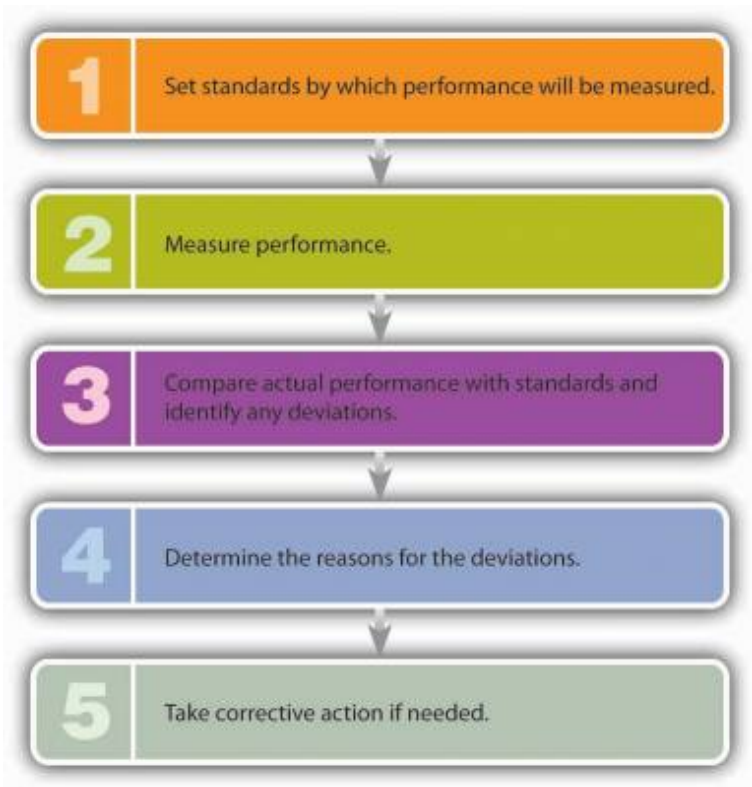 1
Set standards by which performance will be measured.
2
Measure performance.
3
Compare actual performance with standards and
identify any deviations.
4
Determine the reasons for the deviations.
5
Take corrective action if needed.